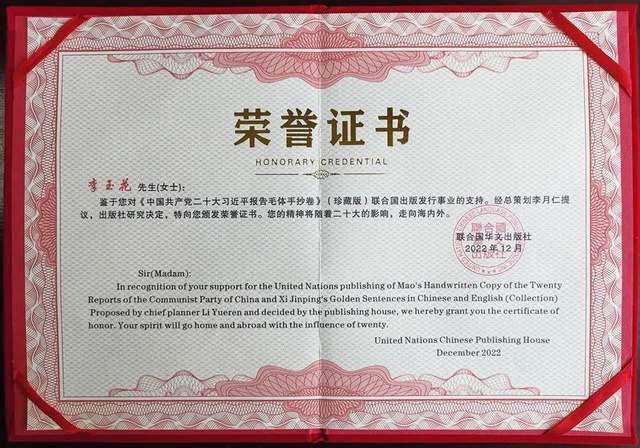 荣誉证书
HONORARY CREDENTIAL
李玉花 先生(女士):
鉴于您对《中国共产党二十大习近平报告毛体手抄卷》(珍藏版)联合国出版发行事业的支持。经总策划李月仁提
议,出版社研究决定,特向您颁发荣誉证书。您的精神将随着二十大的影响,走向海内外。
联合国华文出版社
2022年12月
联合國
出版社
Sir(Madam):
In recognition of your support for the United Nations publishing of Mao's Handwritten Copy of the Twenty
Reports of the Communist Party of China and Xi Jinping's Golden Sentences in Chinese and English (Collection)
Proposed by chief planner Li Yueren and decided by the publishing house, we hereby grant you the certificate of
honor. Your spirit will go home and abroad with the influence of twenty.
United Nations Chinese Publishing House
December 2022